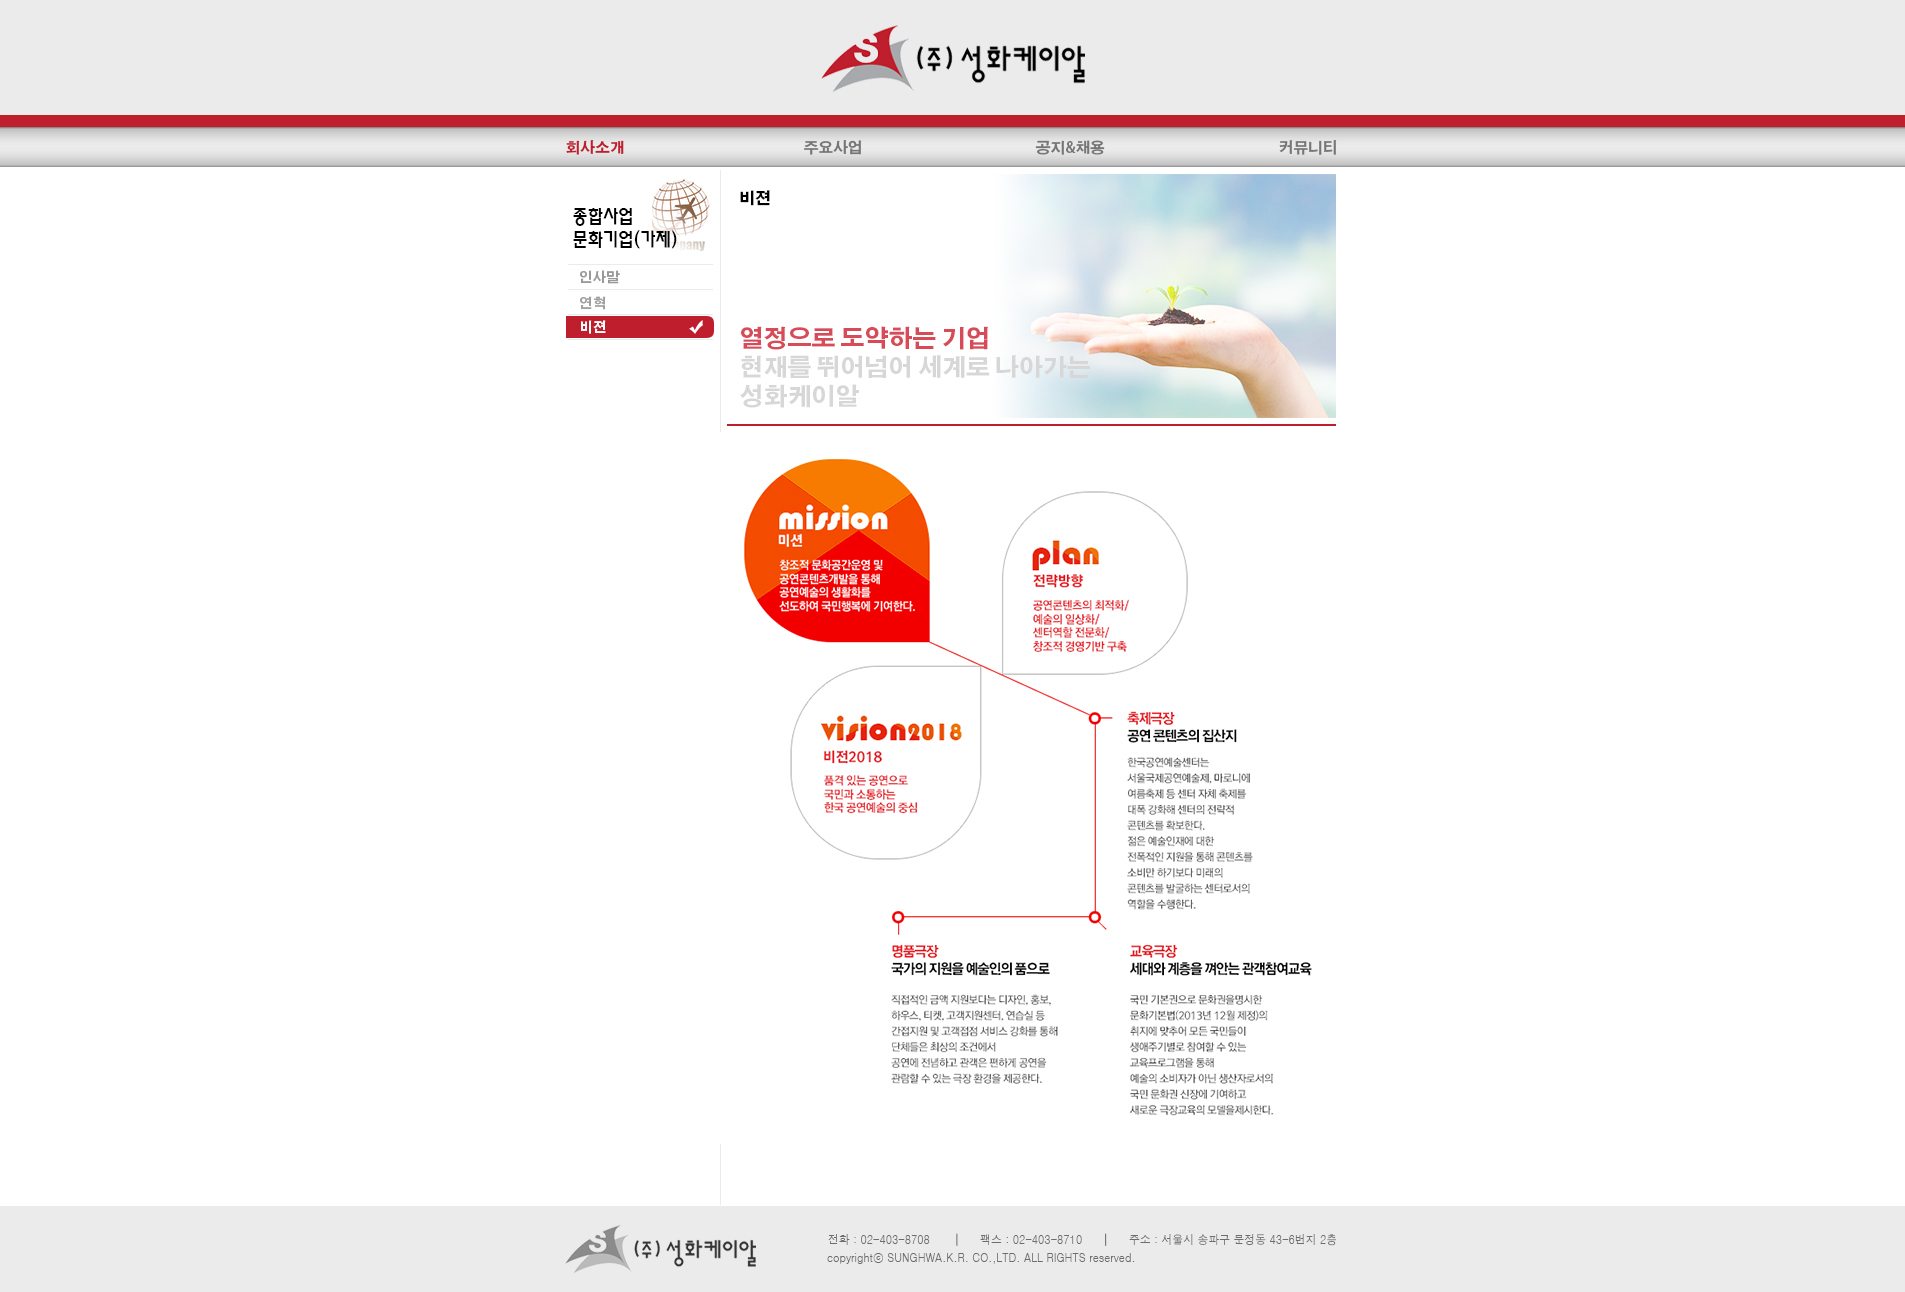 S (주) 성화케이알
회사소개
주요사업
공지&채용
커뮤니티
종합사업
문화기업(가제)
인사말
연혁
비젼
비젼
열정으로 도약하는 기업
현재를 뛰어넘어 세계로 나아가는
성화케이알
mission
미션
창조적 문화공간운영 및
공연콘텐츠개발을 통해
공연예술의 생활화를
선도하여 국민행복에 기여한다.
plan
전략방향
공연콘텐츠의 최적화/
예술의 일상화/
센터역할 전문화/
창조적 경영기반 구축
vision2018
비전2018
품격 있는 공연으로
국민과 소통하는
한국 공연예술의 중심
축제극장
공연 콘텐츠의 집산지
한국공연예술센터는
서울국제공연예술제, 마로니에
여름축제 등 센터 자체 축제를
대폭 강화해 센터의 전략적
콘텐츠를 확보한다.
젊은 예술인재에 대한
전폭적인 지원을 통해 콘텐츠를
소비만 하기보다 미래의
콘텐츠를 발굴하는 센터로서의
역할을 수행한다.
명품극장
국가의 지원을 예술인의 품으로
직접적인 금액 지원보다는 디자인, 홍보,
하우스, 티켓, 고객지원센터, 연습실 등
간접지원 및 고객접점 서비스 강화를 통해
단체들은 최상의 조건에서
공연에 전념하고 관객은 편하게 공연을
관람할 수 있는 극장 환경을 제공한다.
교육극장
세대와 계층을 껴안는 관객참여교육
국민 기본권으로 문화권을명시한
문화기본법(2013년 12월 제정)의
취지에 맞추어 모든 국민들이
생애주기별로 참여할 수 있는
교육프로그램을 통해
예술의 소비자가 아닌 생산자로서의
국민 문화권 신장에 기여하고
새로운 극장교육의 모델을제시한다.
S (주) 성화케이알
전화 : 02-403-8708 | 팩스 : 02-403-8710 | 주소 : 서울시 송파구 문정동 43-6번지 2층
copyrightⓒ SUNGHWA.K.R. CO.,LTD. ALL RIGHTS reserved.